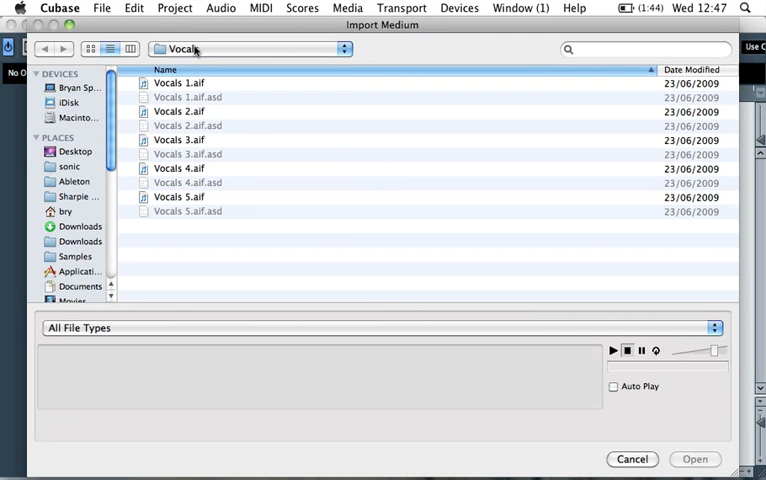 Cubase File Edit Project Audio MIDI Scores Media Transport Devices Window (1) (1:44) Wed 12:47
Import Medium
Vocals
Use C
No O
Name Date Modified
DEVICES
Bryan Sp...
iDisk
Macinto...
PLACES
Desktop
sonic
Ableton
Sharpie ...
bry
Downloads
Downloads
Samples
Applicati...
Documents
Movies
Vocals 1.aif 23/06/2009
Vocals 1.aif.asd 23/06/2009
Vocals 2.aif 23/06/2009
Vocals 2.aif.asd 23/06/2009
Vocals 3.aif 23/06/2009
Vocals 3.aif.asd 23/06/2009
Vocals 4.aif 23/06/2009
Vocals 4.aif.asd 23/06/2009
Vocals 5.aif 23/06/2009
Vocals 5.aif.asd 23/06/2009
All File Types
Auto Play
Cancel Open